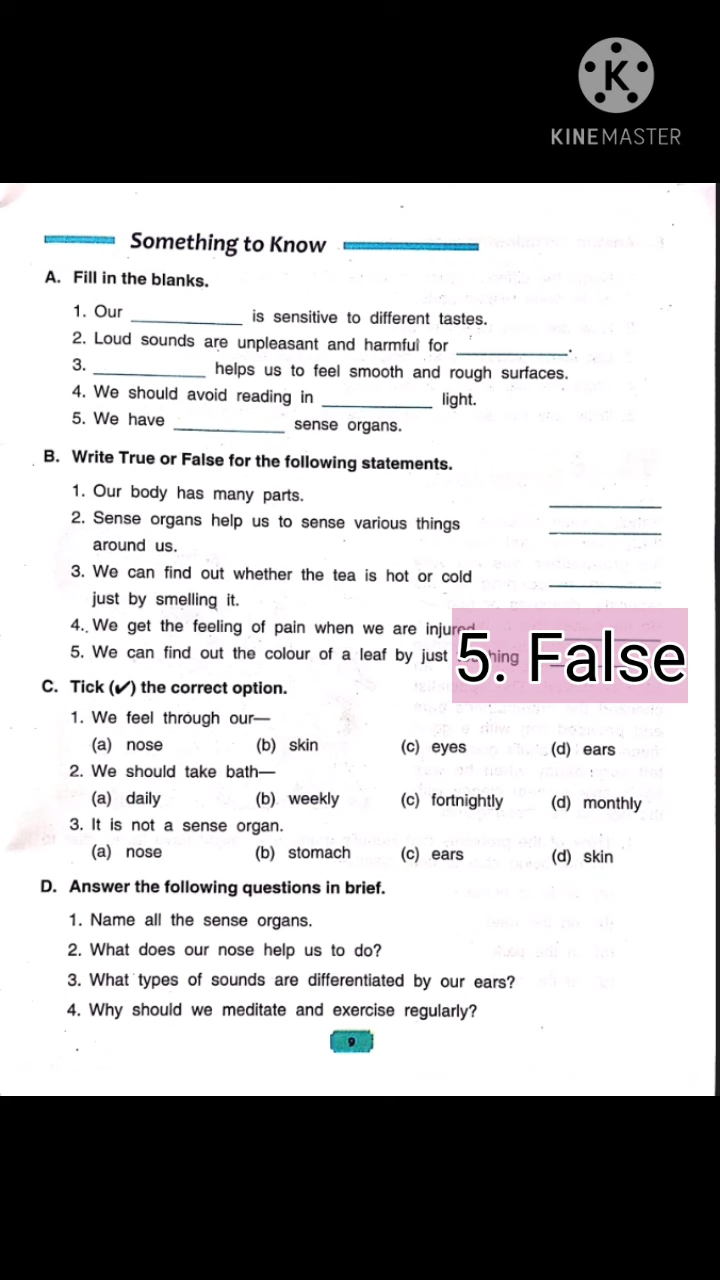 K
KINEMASTER
Something to Know
A. Fill in the blanks.
1. Our ____________ is sensitive to different tastes.
2. Loud sounds are unpleasant and harmful for ____________.
3. ____________ helps us to feel smooth and rough surfaces.
4. We should avoid reading in ____________ light.
5. We have ____________ sense organs.
B. Write True or False for the following statements.
1. Our body has many parts. ____________
2. Sense organs help us to sense various things ____________
around us.
3. We can find out whether the tea is hot or cold ____________
just by smelling it.
4. We get the feeling of pain when we are injured
5. We can find out the colour of a leaf by just
5. False
C. Tick (✔) the correct option.
1. We feel through our—
(a) nose (b) skin (c) eyes (d) ears
2. We should take bath—
(a) daily (b) weekly (c) fortnightly (d) monthly
3. It is not a sense organ.
(a) nose (b) stomach (c) ears (d) skin
D. Answer the following questions in brief.
1. Name all the sense organs.
2. What does our nose help us to do?
3. What types of sounds are differentiated by our ears?
4. Why should we meditate and exercise regularly?
9